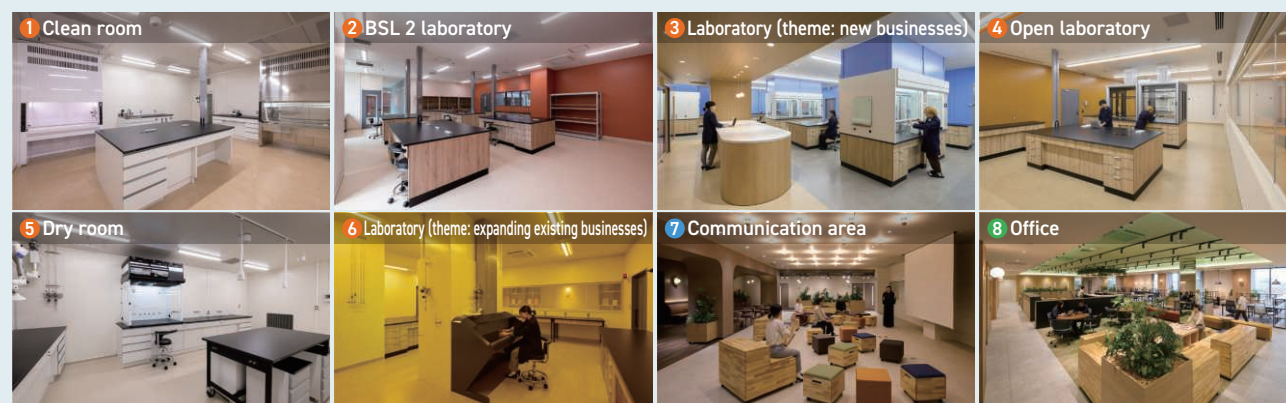 1 Clean room
2 BSL 2 laboratory
3 Laboratory (theme: new businesses)
4 Open laboratory
5 Dry room
6 Laboratory (theme: expanding existing businesses)
7 Communication area
8 Office